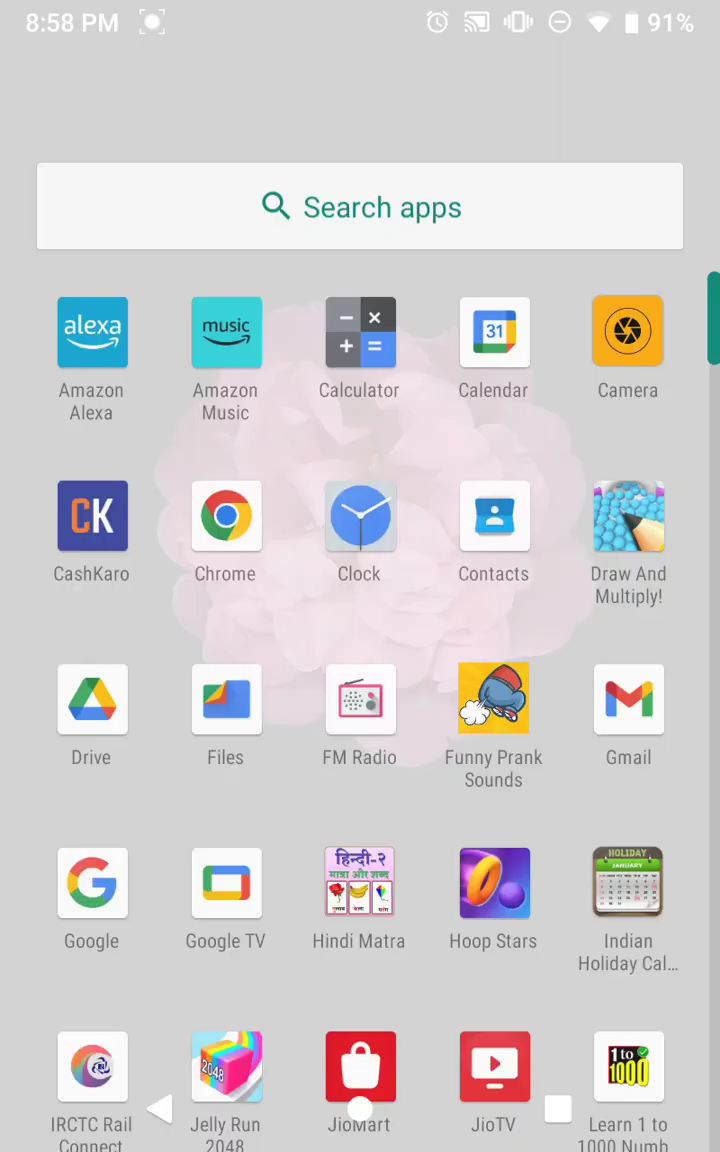 8:58 PM
91%
Search apps
alexa
music
31
Amazon
Alexa
Amazon
Music
Calculator
Calendar
Camera
CK
CashKaro
Chrome
Clock
Contacts
Draw And
Multiply!
Drive
Files
FM Radio
Funny Prank
Sounds
Gmail
हिन्दी-२
मात्रा और शब्द
HOLIDAY
JANUARY
Google
Google TV
Hindi Matra
Hoop Stars
Indian
Holiday Cal...
2048
1 to
1000
IRCTC Rail
Connect
Jelly Run
2048
JioMart
JioTV
Learn 1 to
1000 Numb